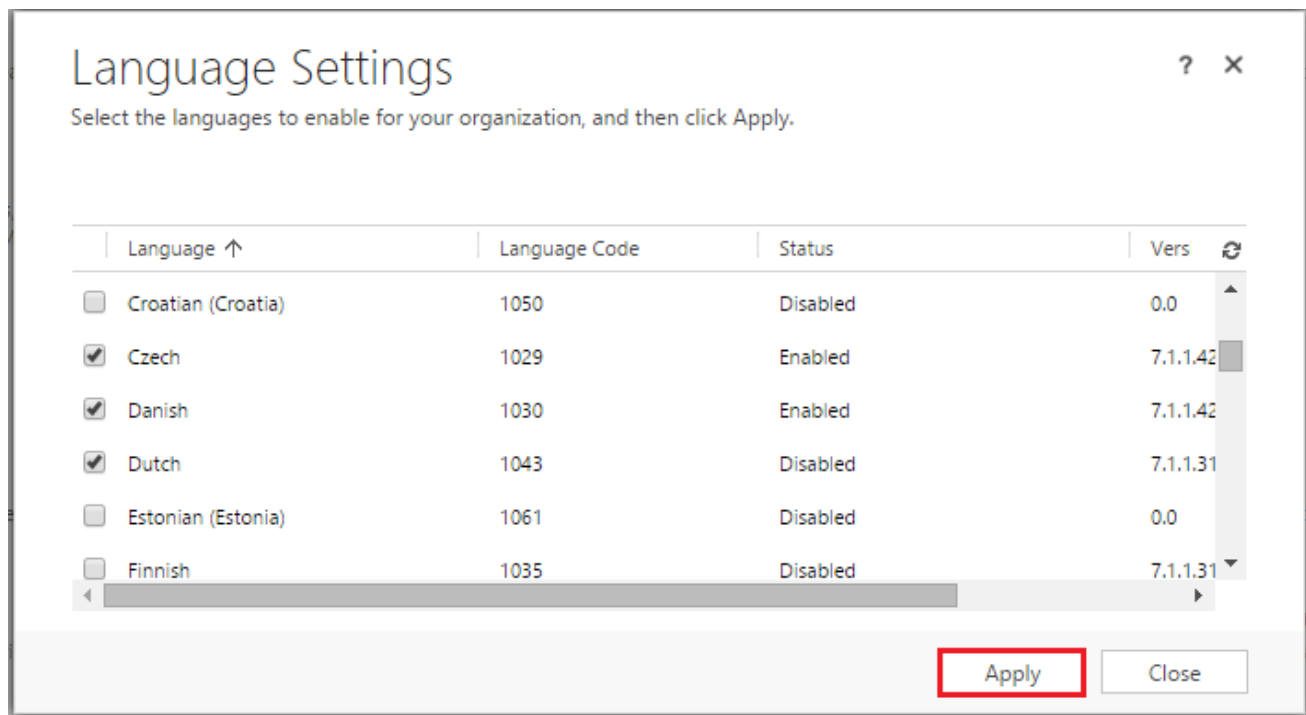 Language Settings
? ✕
Select the languages to enable for your organization, and then click Apply.
Language ↑ Language Code Status Vers
Croatian (Croatia) 1050 Disabled 0.0
Czech 1029 Enabled 7.1.1.42
Danish 1030 Enabled 7.1.1.42
Dutch 1043 Disabled 7.1.1.31
Estonian (Estonia) 1061 Disabled 0.0
Finnish 1035 Disabled 7.1.1.31
Apply Close